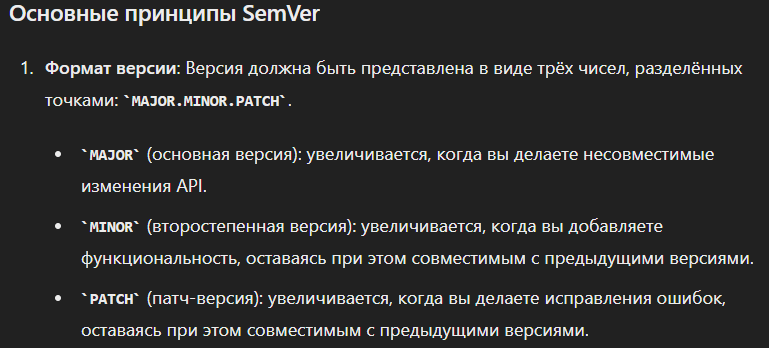 Основные принципы SemVer
1. Формат версии: Версия должна быть представлена в виде трёх чисел, разделённых
точками: `MAJOR.MINOR.PATCH`.
• `MAJOR` (основная версия): увеличивается, когда вы делаете несовместимые
изменения API.
• `MINOR` (второстепенная версия): увеличивается, когда вы добавляете
функциональность, оставаясь при этом совместимым с предыдущими версиями.
• `PATCH` (патч-версия): увеличивается, когда вы делаете исправления ошибок,
оставаясь при этом совместимым с предыдущими версиями.